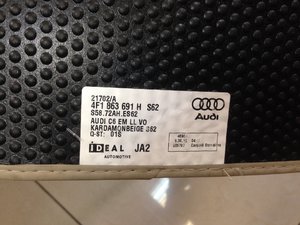 21702/A
4F1 863 691 H S62
S58.72AH.ES62
AUDI C6 EM LL VO
KARDAMONBEIGE S62
Q-ST: 018
IDEAL JA2
AUTOMOTIVE
Audi